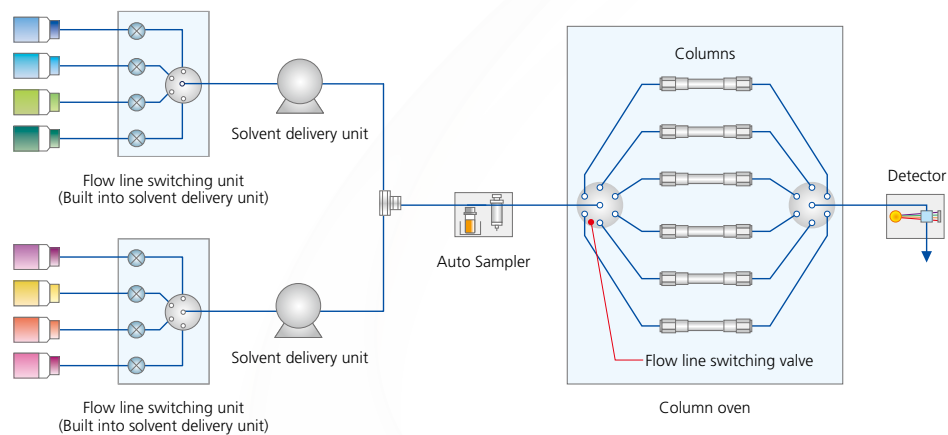 Columns
Solvent delivery unit
Flow line switching unit
(Built into solvent delivery unit)
Detector
Auto Sampler
Solvent delivery unit
Flow line switching valve
Flow line switching unit
(Built into solvent delivery unit)
Column oven